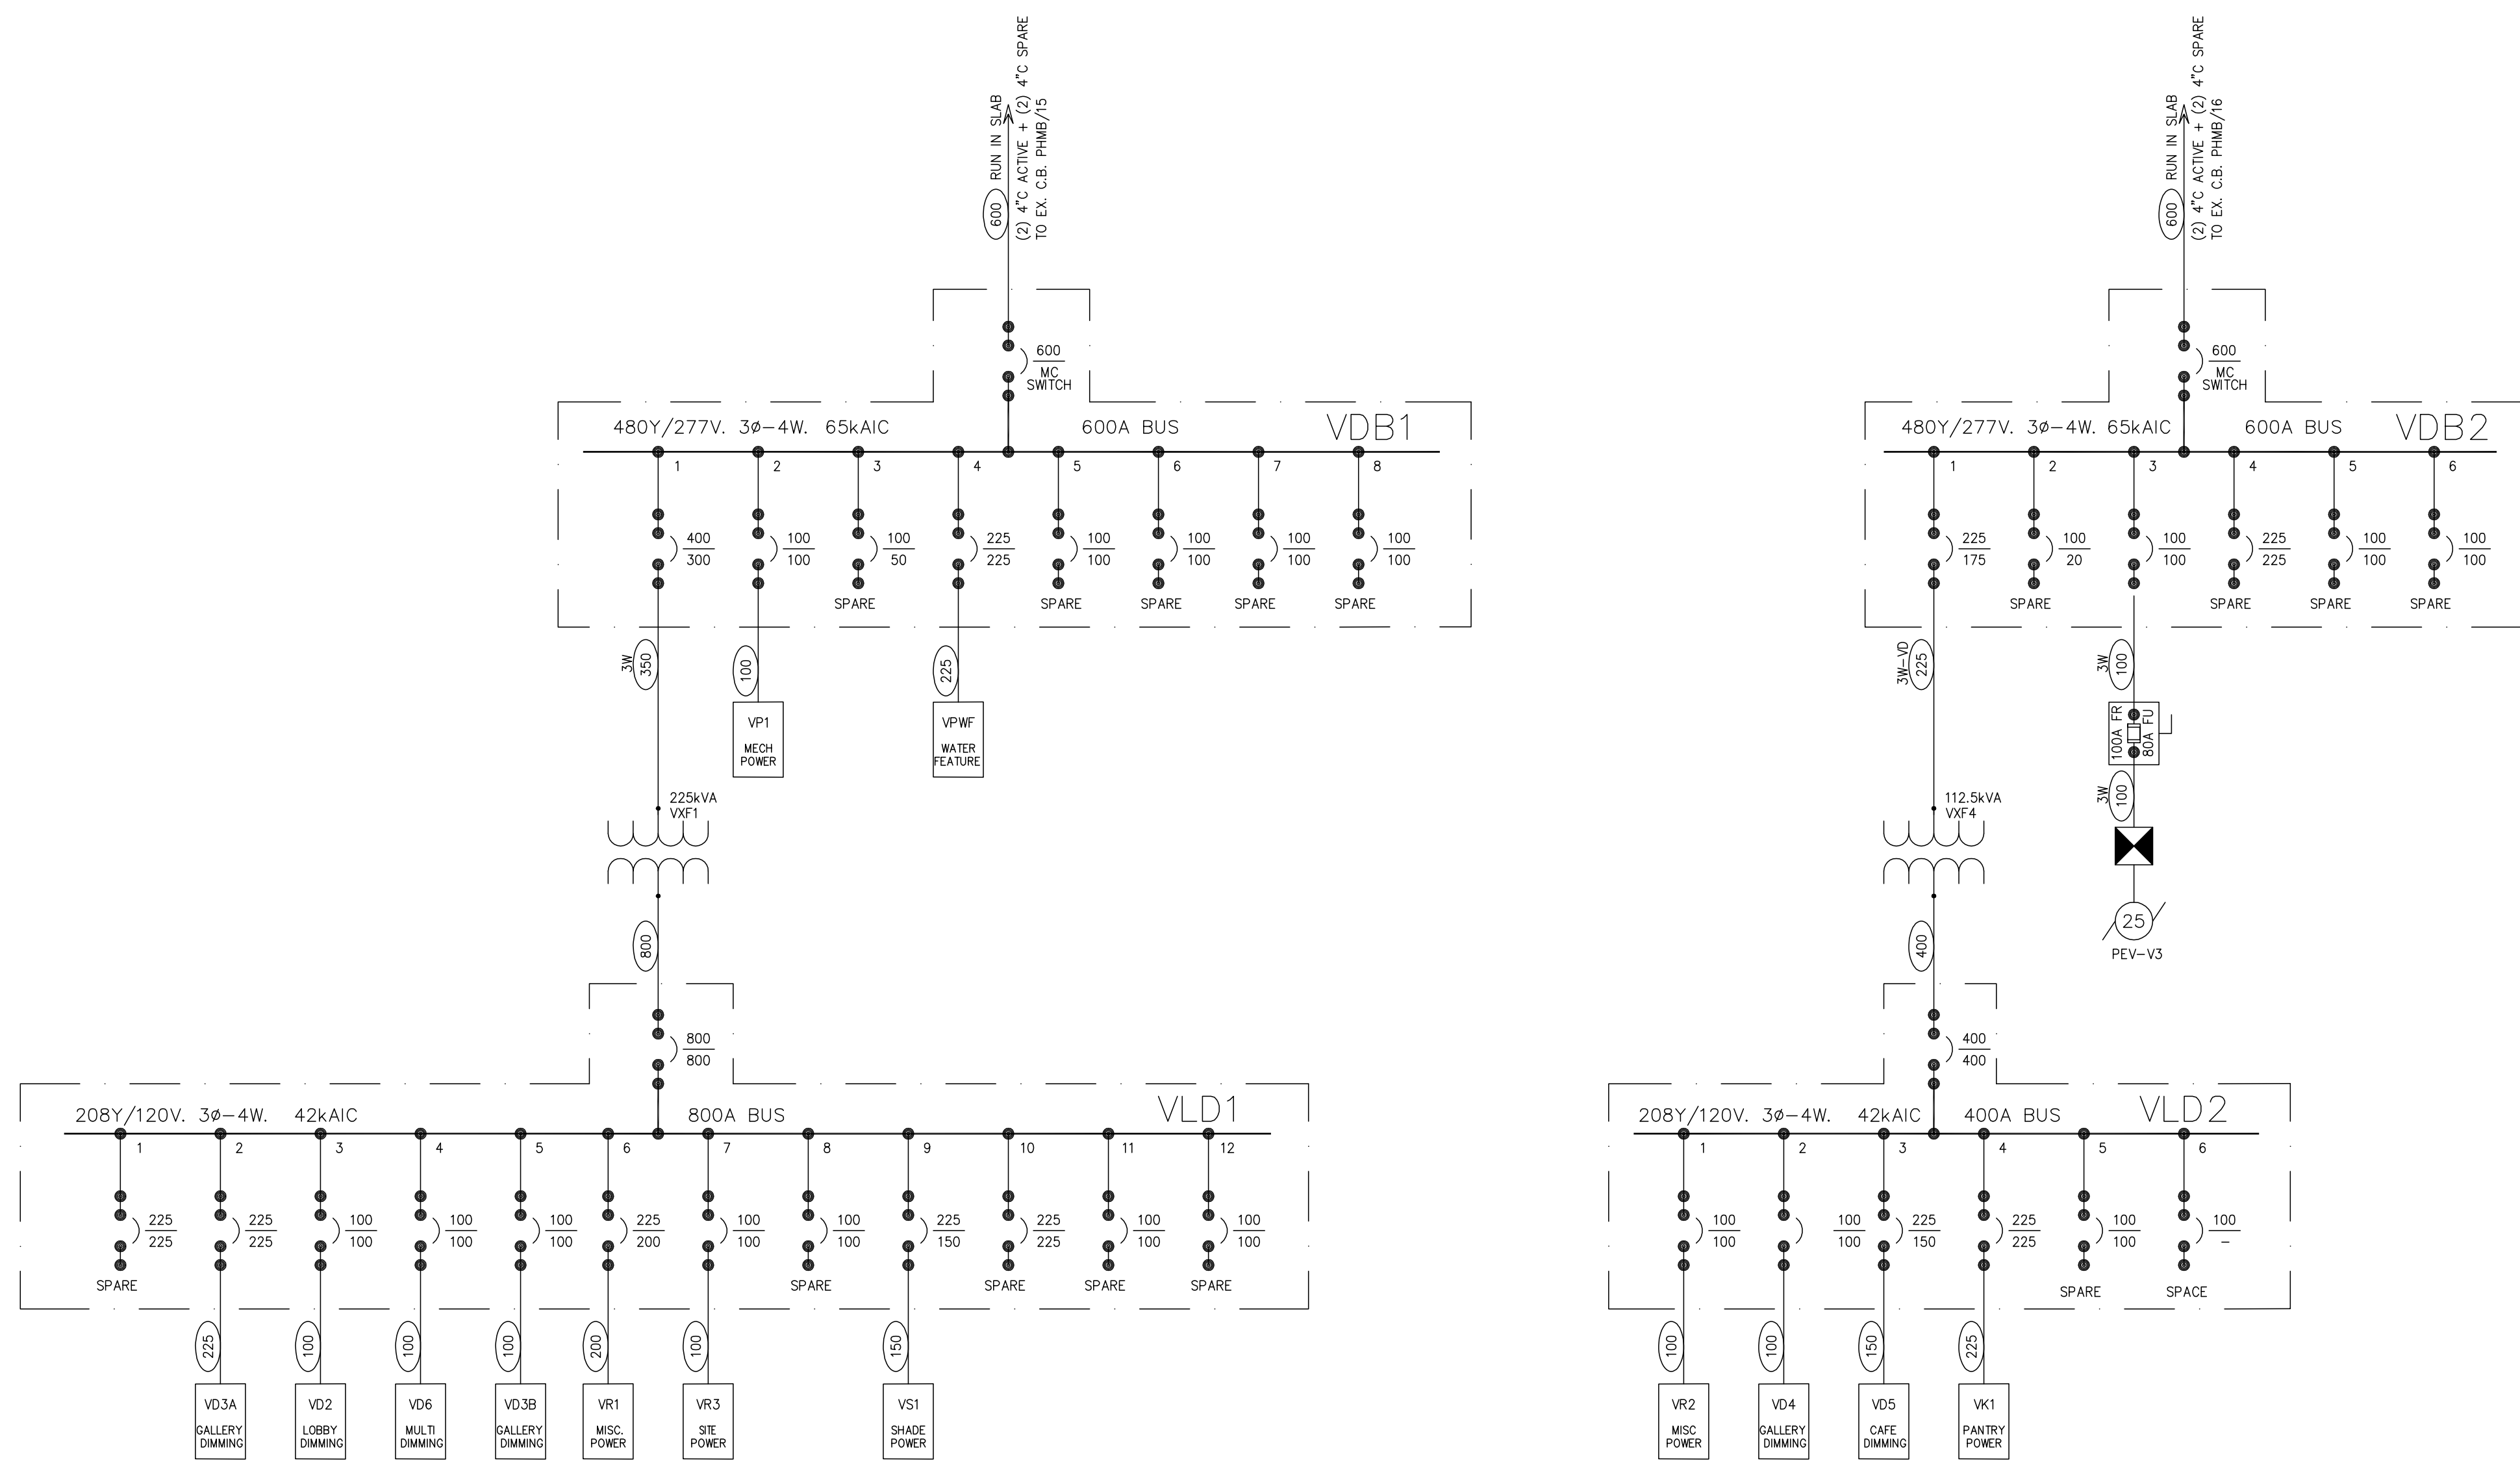 600 RUN IN SLAB
(2) 4"C ACTIVE + (2) 4"C SPARE
TO EX. C.B. PHMB/15
600
MC
SWITCH
480Y/277V. 3ø-4W. 65kAIC 600A BUS VDB1
1 2 3 4 5 6 7 8
400 100 100 225 100 100 100 100
300 100 50 225 100 100 100 100
SPARE SPARE SPARE SPARE SPARE
3W 350 100 225
VP1
MECH
POWER
VPWF
WATER
FEATURE
225kVA
VXF1
800
800
800
208Y/120V. 3ø-4W. 42kAIC 800A BUS VLD1
1 2 3 4 5 6 7 8 9 10 11 12
225 225 100 100 100 225 100 100 225 225 100 100
225 225 100 100 100 200 100 100 150 225 100 100
SPARE SPARE SPARE SPARE SPARE
225 100 100 100 200 100 150
VD3A
GALLERY
DIMMING
VD2
LOBBY
DIMMING
VD6
MULTI
DIMMING
VD3B
GALLERY
DIMMING
VR1
MISC.
POWER
VR3
SITE
POWER
VS1
SHADE
POWER
600 RUN IN SLAB
(2) 4"C ACTIVE + (2) 4"C SPARE
TO EX. C.B. PHMB/16
600
MC
SWITCH
480Y/277V. 3ø-4W. 65kAIC 600A BUS VDB2
1 2 3 4 5 6
225 100 100 225 100 100
175 20 100 225 100 100
SPARE SPARE SPARE SPARE
3W-VD 225
3W 100
100A FR
80A FU
3W 100
25
PEV-V3
112.5kVA
VXF4
400
400
400
208Y/120V. 3ø-4W. 42kAIC 400A BUS VLD2
1 2 3 4 5 6
100 100 225 225 100 100
100 100 150 225 100 -
SPARE SPACE
100 100 150 225
VR2
MISC
POWER
VD4
GALLERY
DIMMING
VD5
CAFE
DIMMING
VK1
PANTRY
POWER